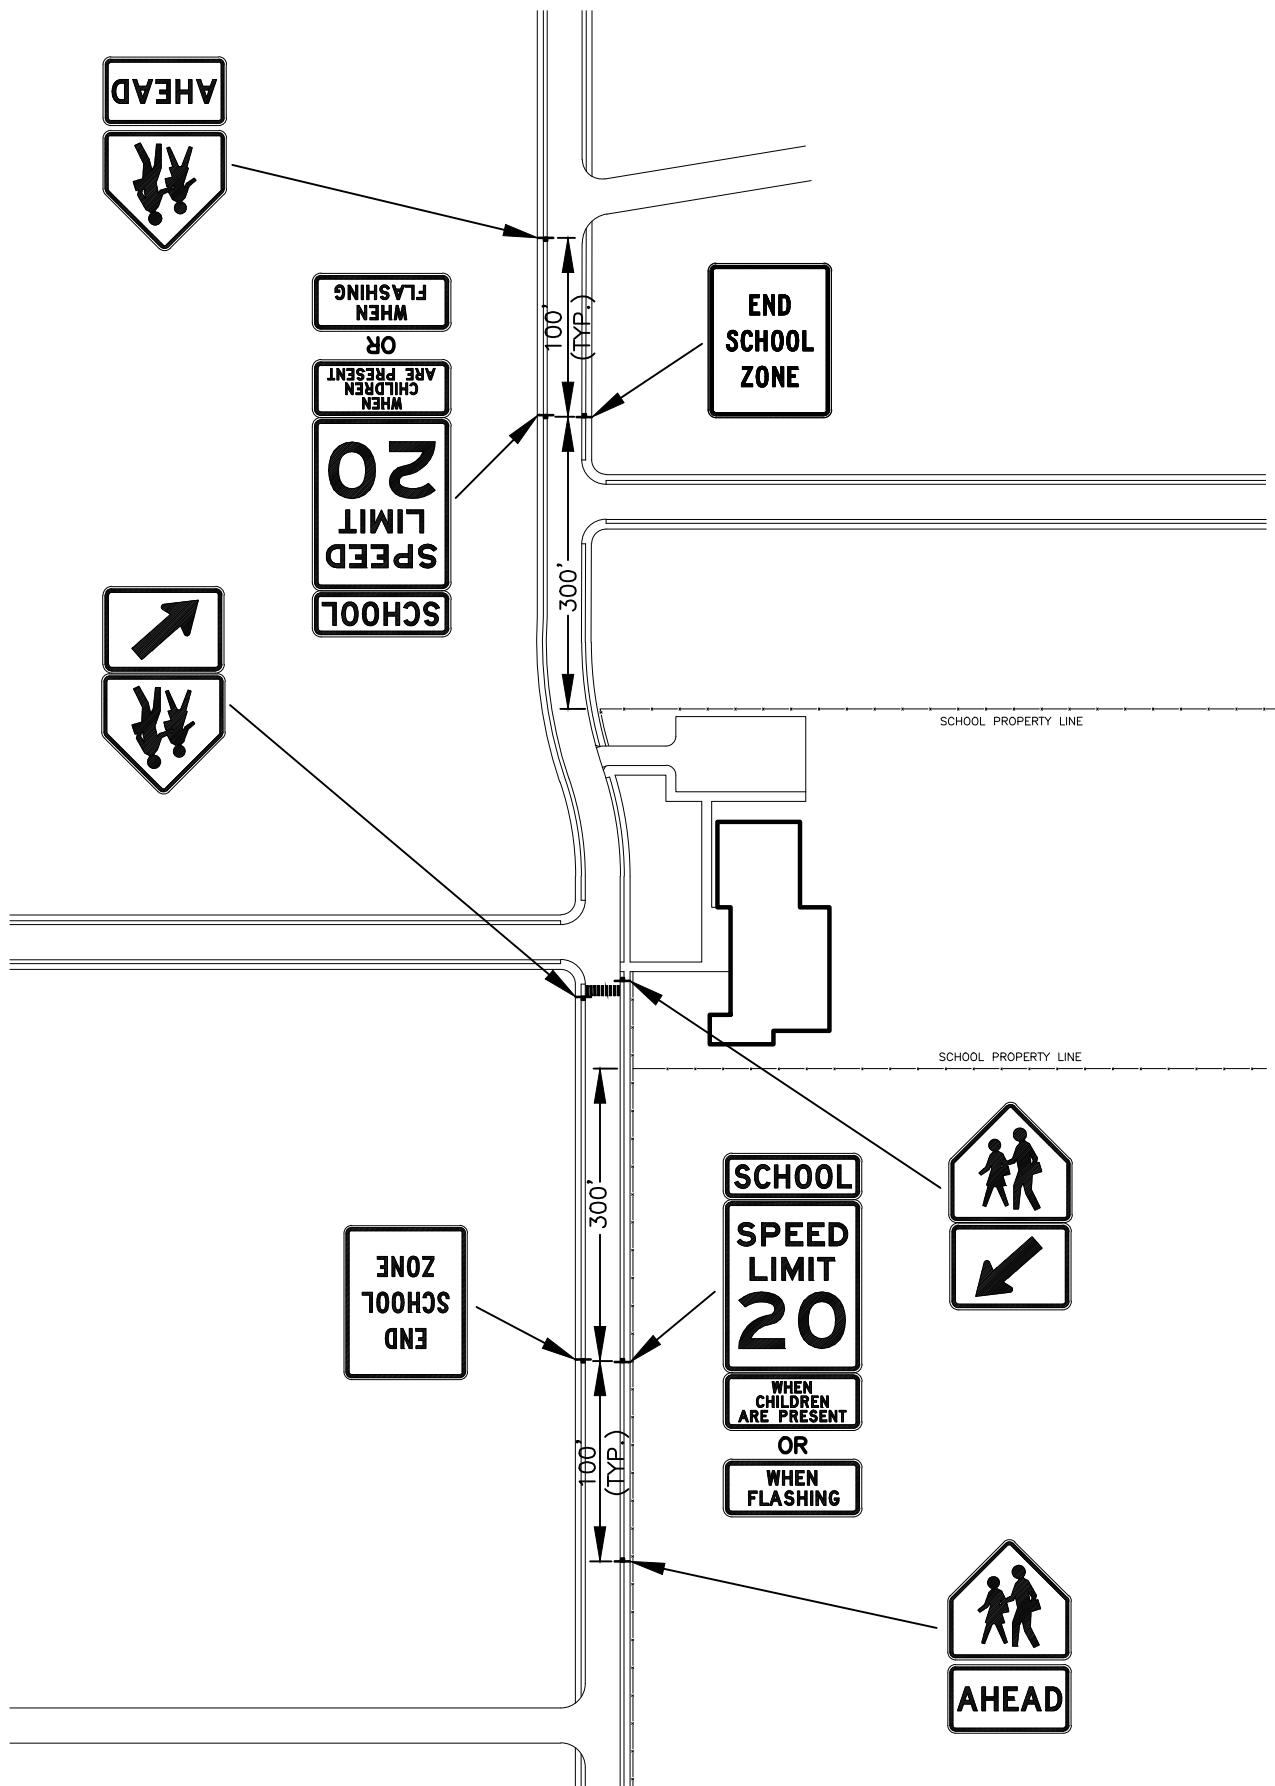 AHEAD
WHEN
FLASHING
OR
WHEN
CHILDREN
ARE PRESENT
20
SPEED
LIMIT
SCHOOL
100'
(TYP.)
END
SCHOOL
ZONE
300'
SCHOOL PROPERTY LINE
SCHOOL PROPERTY LINE
300'
END
SCHOOL
ZONE
SCHOOL
SPEED
LIMIT
20
WHEN
CHILDREN
ARE PRESENT
OR
WHEN
FLASHING
100'
(TYP.)
AHEAD